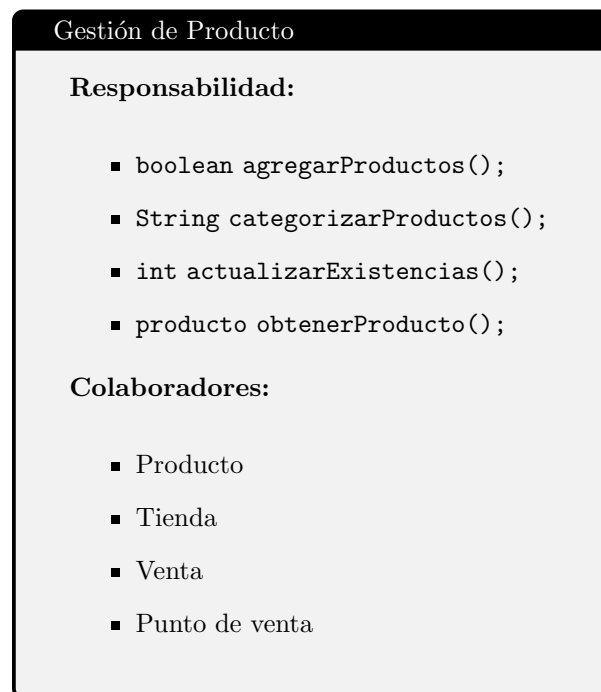 Gestión de Producto
Responsabilidad:
boolean agregarProductos();
String categorizarProductos();
int actualizarExistencias();
producto obtenerProducto();
Colaboradores:
Producto
Tienda
Venta
Punto de venta